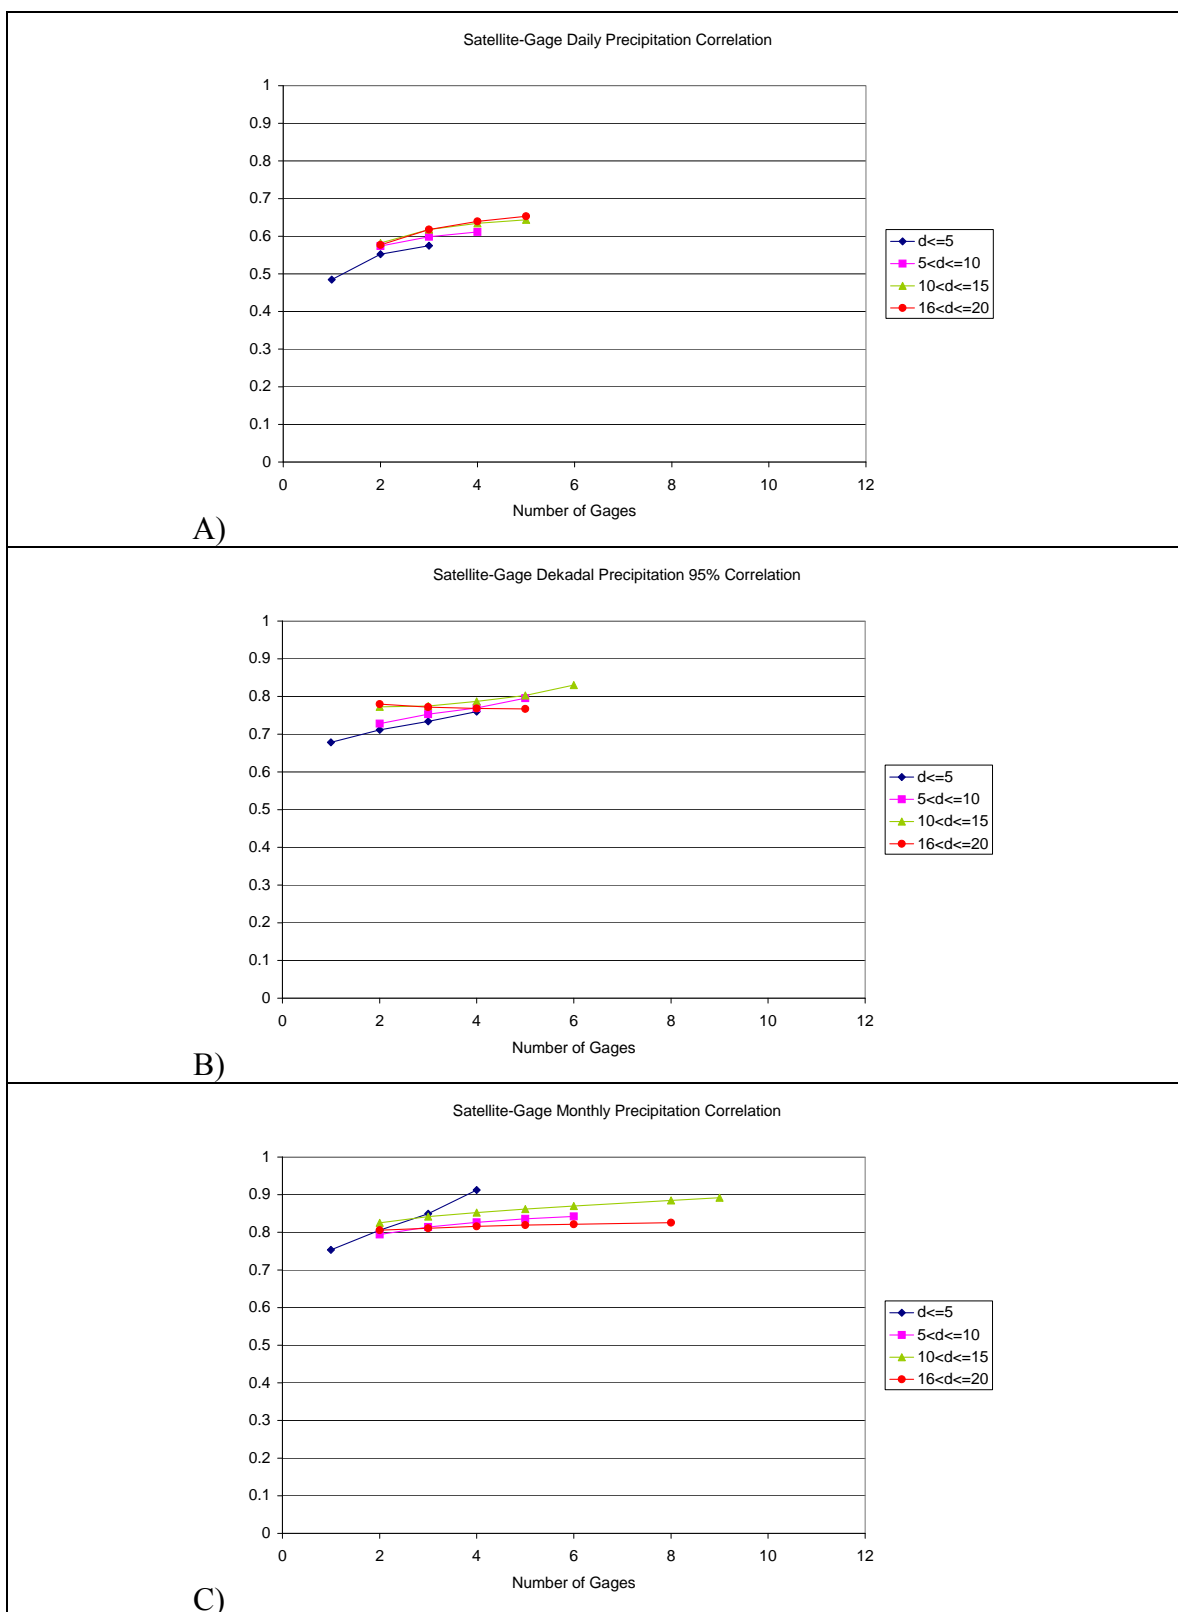 Satellite-Gage Daily Precipitation Correlation
1
0.9
0.8
0.7
0.6
0.5
0.4
0.3
0.2
0.1
0
0 2 4 6 8 10 12
Number of Gages
d<=5
5<d<=10
10<d<=15
16<d<=20
A)
Satellite-Gage Dekadal Precipitation 95% Correlation
1
0.9
0.8
0.7
0.6
0.5
0.4
0.3
0.2
0.1
0
0 2 4 6 8 10 12
Number of Gages
d<=5
5<d<=10
10<d<=15
16<d<=20
B)
Satellite-Gage Monthly Precipitation Correlation
1
0.9
0.8
0.7
0.6
0.5
0.4
0.3
0.2
0.1
0
0 2 4 6 8 10 12
Number of Gages
d<=5
5<d<=10
10<d<=15
16<d<=20
C)